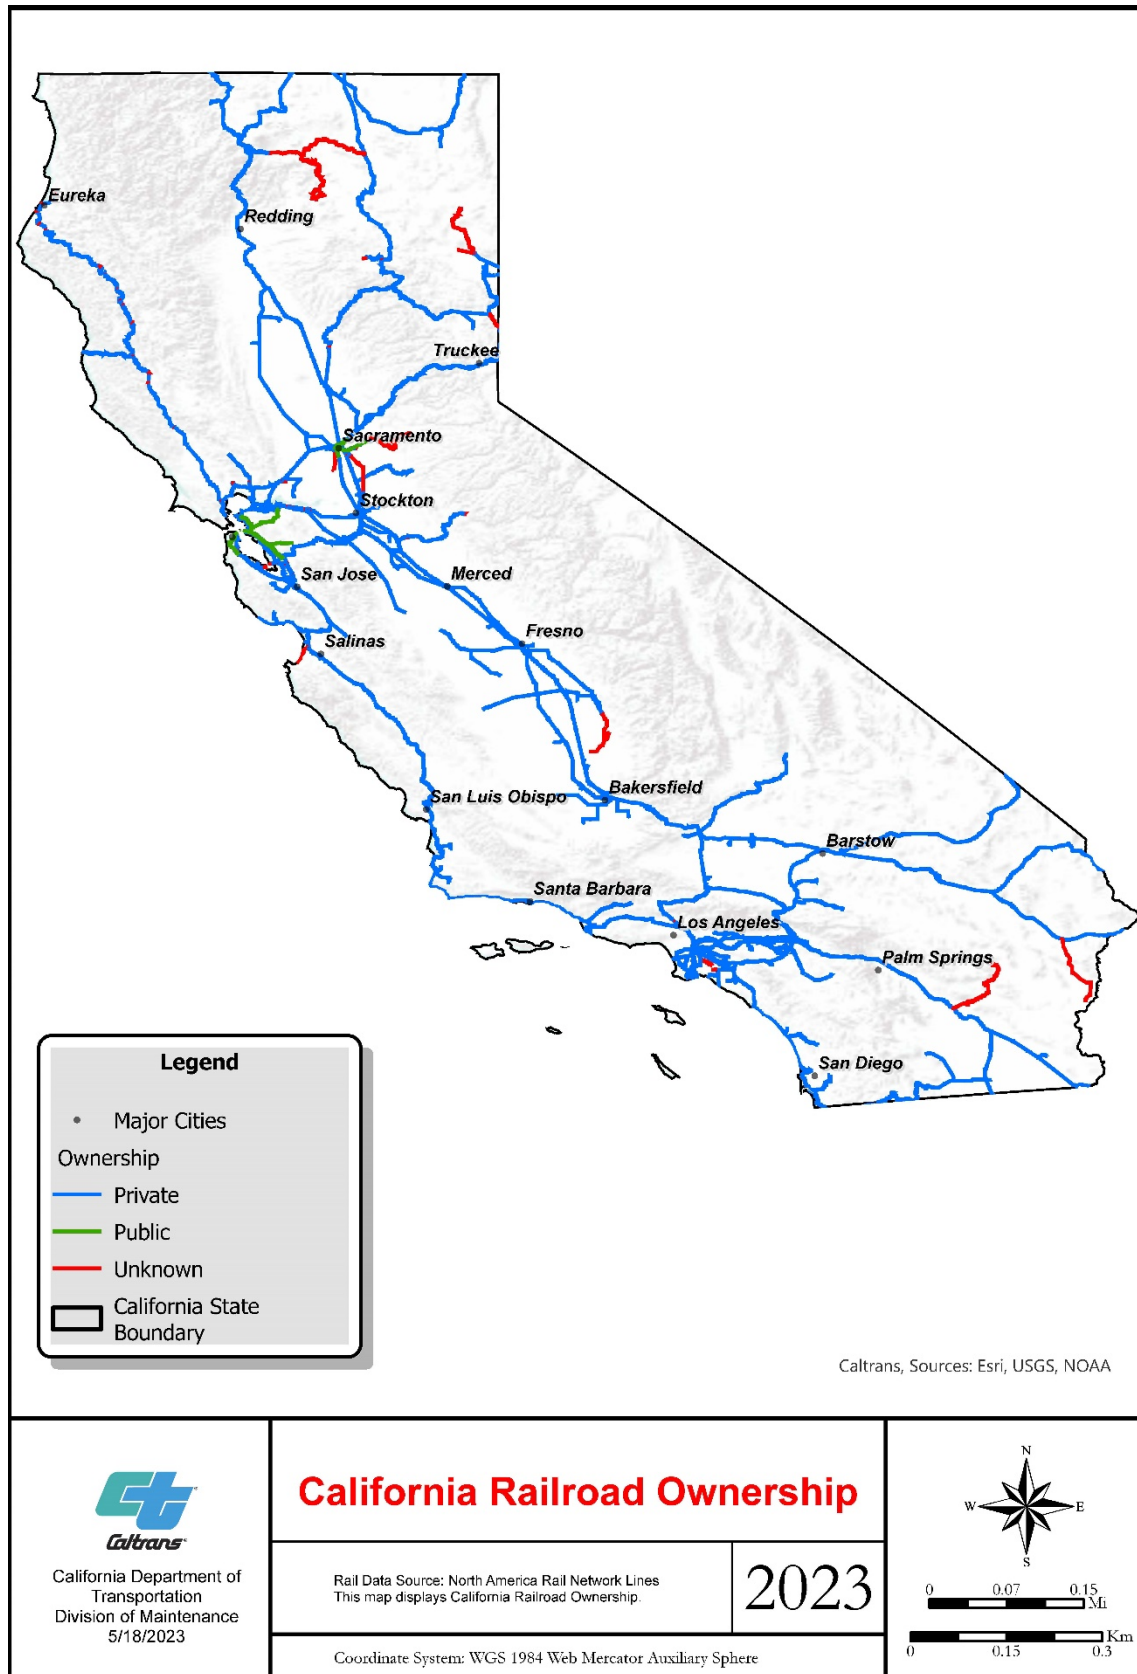 Eureka
Redding
Truckee
Sacramento
Stockton
San Jose
Merced
Fresno
Salinas
San Luis Obispo
Bakersfield
Barstow
Santa Barbara
Los Angeles
Palm Springs
San Diego
Legend
Major Cities
Ownership
Private
Public
Unknown
California State
Boundary
Caltrans, Sources: Esri, USGS, NOAA
Caltrans
California Department of
Transportation
Division of Maintenance
5/18/2023
California Railroad Ownership
Rail Data Source: North America Rail Network Lines
This map displays California Railroad Ownership.
2023
Coordinate System: WGS 1984 Web Mercator Auxiliary Sphere
N
W E
S
0 0.07 0.15
Mi
Km
0 0.15 0.3